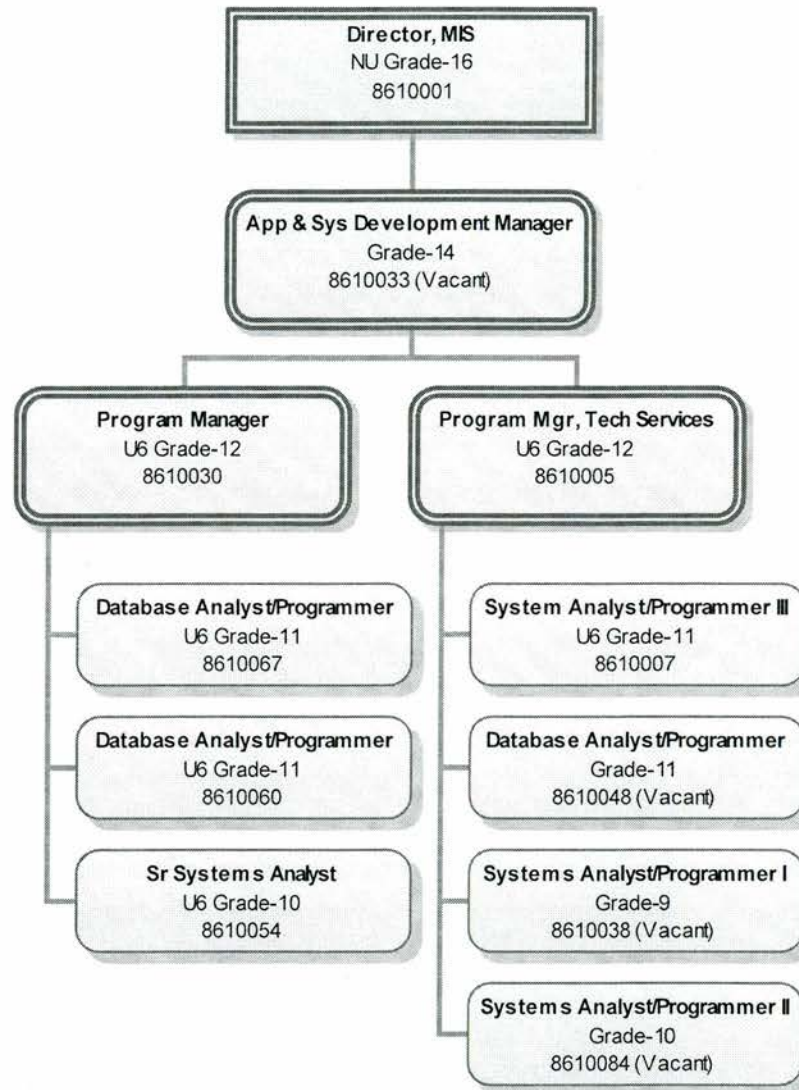 Director, MIS
NU Grade-16
8610001
App & Sys Development Manager
Grade-14
8610033 (Vacant)
Program Manager
U6 Grade-12
8610030
Program Mgr, Tech Services
U6 Grade-12
8610005
Database Analyst/Programmer
U6 Grade-11
8610067
Database Analyst/Programmer
U6 Grade-11
8610060
Sr Systems Analyst
U6 Grade-10
8610054
System Analyst/Programmer III
U6 Grade-11
8610007
Database Analyst/Programmer
Grade-11
8610048 (Vacant)
Systems Analyst/Programmer I
Grade-9
8610038 (Vacant)
Systems Analyst/Programmer II
Grade-10
8610084 (Vacant)